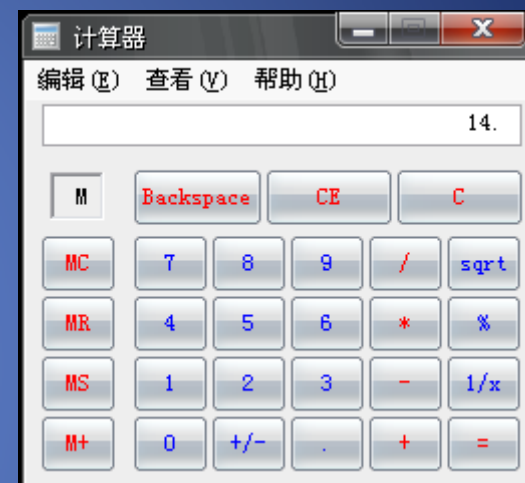 计算器
编辑(E) 查看(V) 帮助(H)
14.
M Backspace CE C
MC 7 8 9 / sqrt
MR 4 5 6 * %
MS 1 2 3 - 1/x
M+ 0 +/- . + =